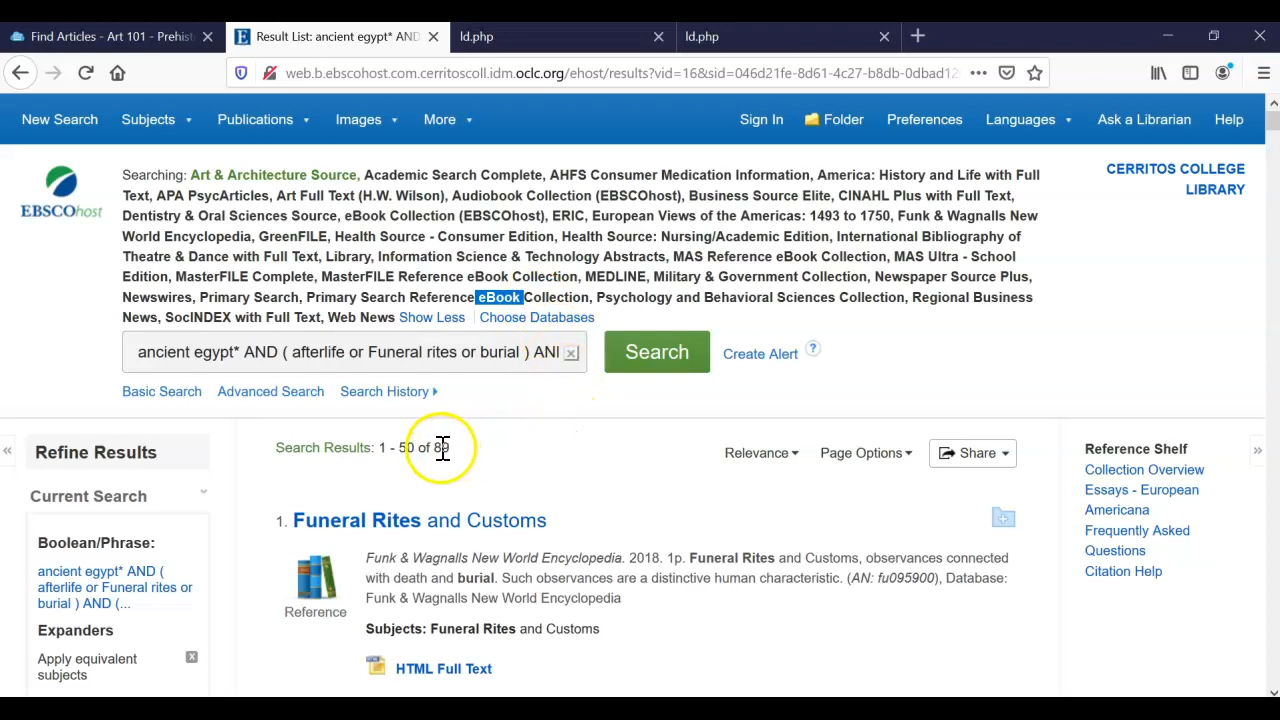 Find Articles - Art 101 - Prehist
Result List: ancient egypt* AND
ld.php
ld.php
web.b.ebscohost.com.cerritoscoll.idm.oclc.org/ehost/results?vid=16&sid=046d21fe-8d61-4c27-b8db-0dbad12
New Search Subjects Publications Images More Sign In Folder Preferences Languages Ask a Librarian Help
EBSCOhost
Searching: Art & Architecture Source, Academic Search Complete, AHFS Consumer Medication Information, America: History and Life with Full
Text, APA PsycArticles, Art Full Text (H.W. Wilson), Audiobook Collection (EBSCOhost), Business Source Elite, CINAHL Plus with Full Text,
Dentistry & Oral Sciences Source, eBook Collection (EBSCOhost), ERIC, European Views of the Americas: 1493 to 1750, Funk & Wagnalls New
World Encyclopedia, GreenFILE, Health Source - Consumer Edition, Health Source: Nursing/Academic Edition, International Bibliography of
Theatre & Dance with Full Text, Library, Information Science & Technology Abstracts, MAS Reference eBook Collection, MAS Ultra - School
Edition, MasterFILE Complete, MasterFILE Reference eBook Collection, MEDLINE, Military & Government Collection, Newspaper Source Plus,
Newswires, Primary Search, Primary Search Reference eBook Collection, Psychology and Behavioral Sciences Collection, Regional Business
News, SocINDEX with Full Text, Web News Show Less Choose Databases
CERRITOS COLLEGE
LIBRARY
ancient egypt* AND ( afterlife or Funeral rites or burial ) AND
Search
Create Alert ?
Basic Search Advanced Search Search History
Refine Results
Current Search
Boolean/Phrase:
ancient egypt* AND (
afterlife or Funeral rites or
burial ) AND (...
Expanders
Apply equivalent
subjects
Search Results: 1 - 50 of 89
Relevance Page Options Share
1. Funeral Rites and Customs
Reference
Funk & Wagnalls New World Encyclopedia. 2018. 1p. Funeral Rites and Customs, observances connected
with death and burial. Such observances are a distinctive human characteristic. (AN: fu095900), Database:
Funk & Wagnalls New World Encyclopedia
Subjects: Funeral Rites and Customs
HTML Full Text
Reference Shelf
Collection Overview
Essays - European
Americana
Frequently Asked
Questions
Citation Help